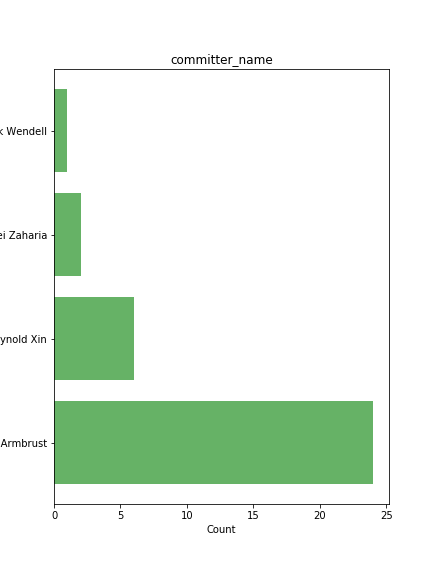 committer_name
k Wendell
ei Zaharia
ynold Xin
Armbrust
0 5 10 15 20 25
Count